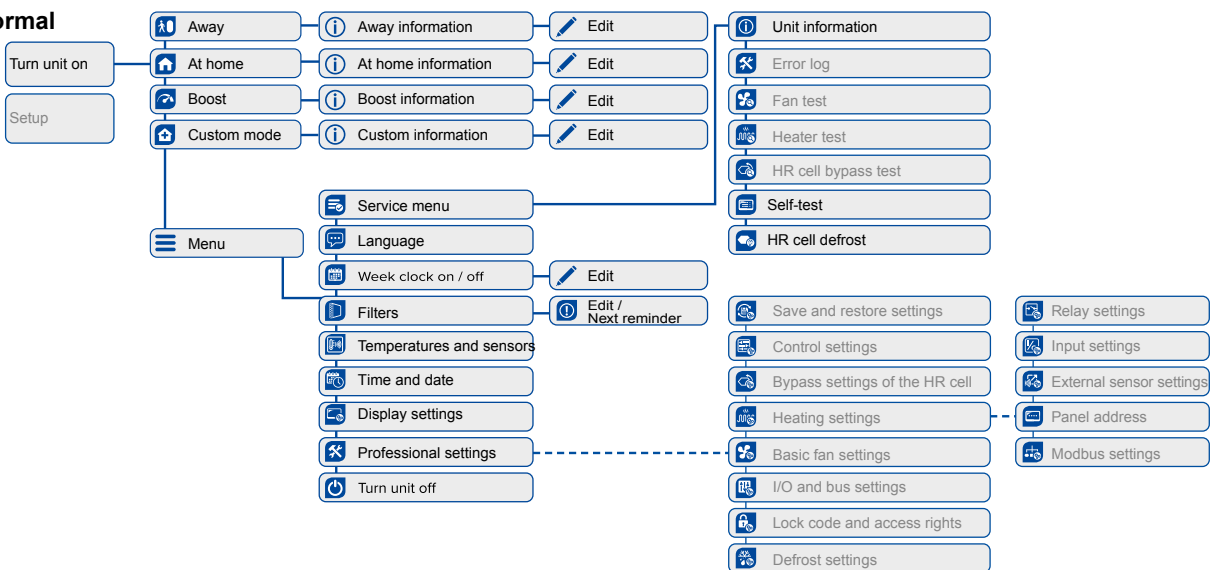 ormal
Turn unit on
Setup
Away
Away information
Edit
At home
At home information
Edit
Boost
Boost information
Edit
Custom mode
Custom information
Edit
Menu
Service menu
Language
Week clock on / off
Edit
Filters
Edit /
Next reminder
Temperatures and sensors
Time and date
Display settings
Professional settings
Turn unit off
Unit information
Error log
Fan test
Heater test
HR cell bypass test
Self-test
HR cell defrost
Save and restore settings
Control settings
Bypass settings of the HR cell
Heating settings
Basic fan settings
I/O and bus settings
Lock code and access rights
Defrost settings
Relay settings
Input settings
External sensor settings
Panel address
Modbus settings